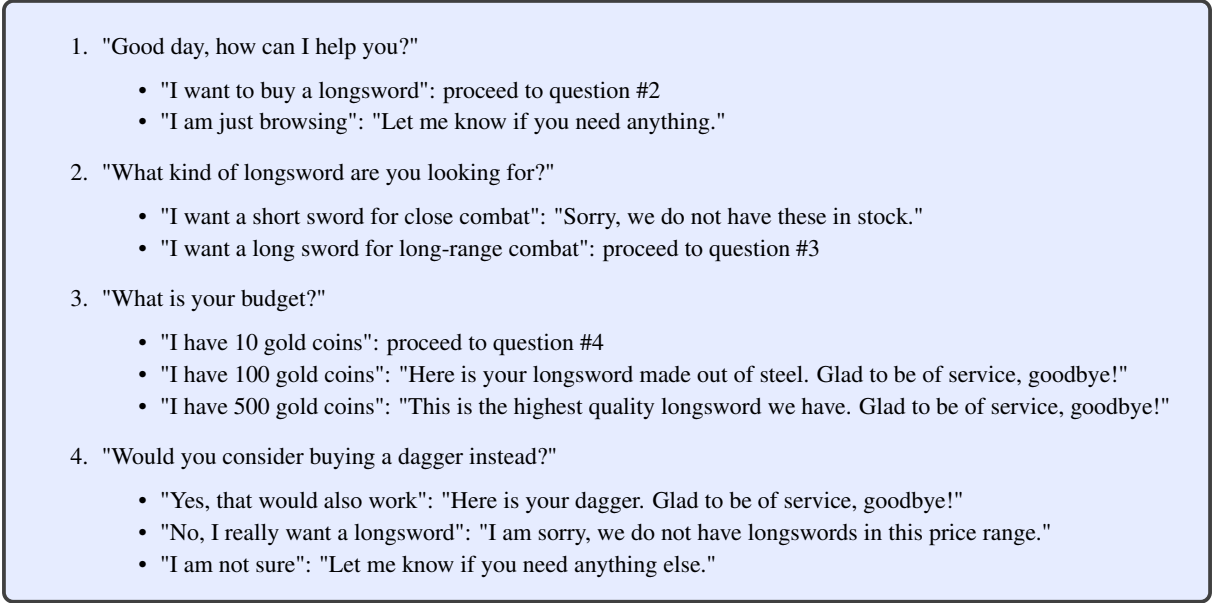 1. "Good day, how can I help you?"
• "I want to buy a longsword": proceed to question #2
• "I am just browsing": "Let me know if you need anything."
2. "What kind of longsword are you looking for?"
• "I want a short sword for close combat": "Sorry, we do not have these in stock."
• "I want a long sword for long-range combat": proceed to question #3
3. "What is your budget?"
• "I have 10 gold coins": proceed to question #4
• "I have 100 gold coins": "Here is your longsword made out of steel. Glad to be of service, goodbye!"
• "I have 500 gold coins": "This is the highest quality longsword we have. Glad to be of service, goodbye!"
4. "Would you consider buying a dagger instead?"
• "Yes, that would also work": "Here is your dagger. Glad to be of service, goodbye!"
• "No, I really want a longsword": "I am sorry, we do not have longswords in this price range."
• "I am not sure": "Let me know if you need anything else."